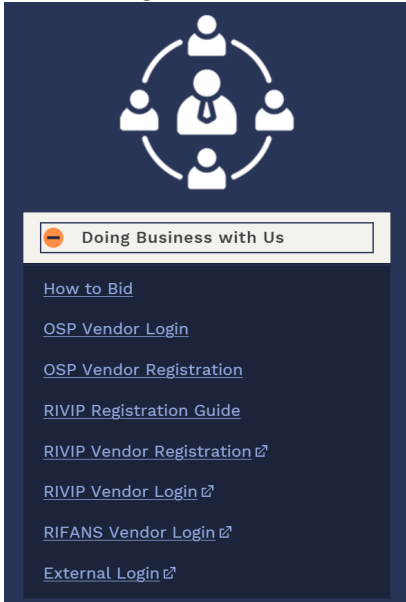 Doing Business with Us
How to Bid
OSP Vendor Login
OSP Vendor Registration
RIVIP Registration Guide
RIVIP Vendor Registration
RIVIP Vendor Login
RIFANS Vendor Login
External Login